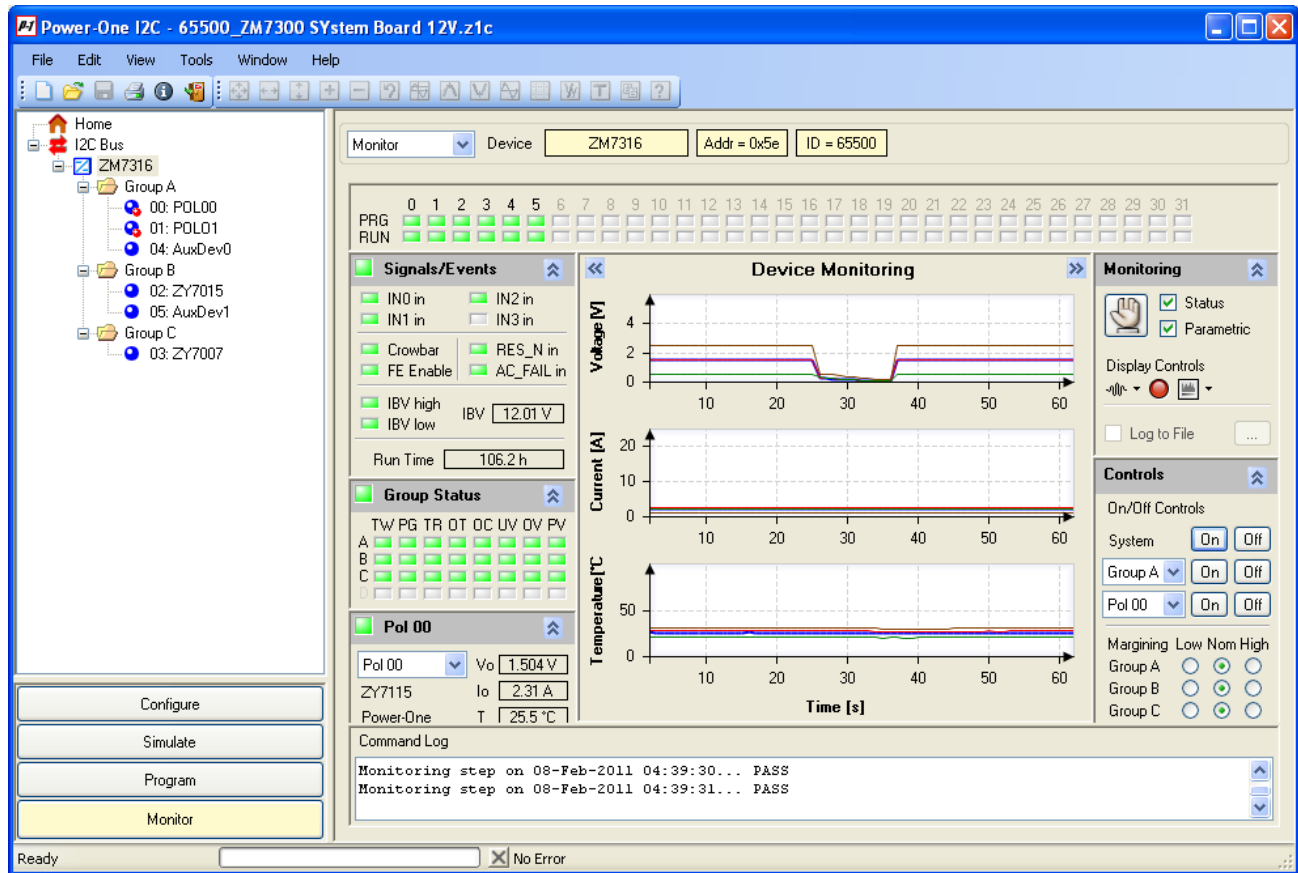 Power-One I2C - 65500_ZM7300 SYstem Board 12V.z1c
File Edit View Tools Window Help
Home
I2C Bus
ZM7316
Group A
00: POL00
01: POL01
04: AuxDev0
Group B
02: ZY7015
05: AuxDev1
Group C
03: ZY7007
Configure
Simulate
Program
Monitor
Monitor Device ZM7316 Addr = 0x5e ID = 65500
0 1 2 3 4 5 6 7 8 9 10 11 12 13 14 15 16 17 18 19 20 21 22 23 24 25 26 27 28 29 30 31
PRG
RUN
Signals/Events
IN0 in IN2 in
IN1 in IN3 in
Crowbar RES_N in
FE Enable AC_FAIL in
IBV high
IBV low
IBV 12.01 V
Run Time 106.2 h
Group Status
TW PG TR OT OC UV OV PV
A
B
C
D
Pol 00
Pol 00 Vo 1.504 V
ZY7115 Io 2.31 A
Power-One T 25.5 °C
Device Monitoring
Voltage [V]
4
2
0
10 20 30 40 50 60
Current [A]
20
10
0
10 20 30 40 50 60
Temperature[°C
50
0
10 20 30 40 50 60
Time [s]
Monitoring
Status
Parametric
Display Controls
Log to File ...
Controls
On/Off Controls
System On Off
Group A On Off
Pol 00 On Off
Margining Low Nom High
Group A
Group B
Group C
Command Log
Monitoring step on 08-Feb-2011 04:39:30... PASS
Monitoring step on 08-Feb-2011 04:39:31... PASS
Ready No Error